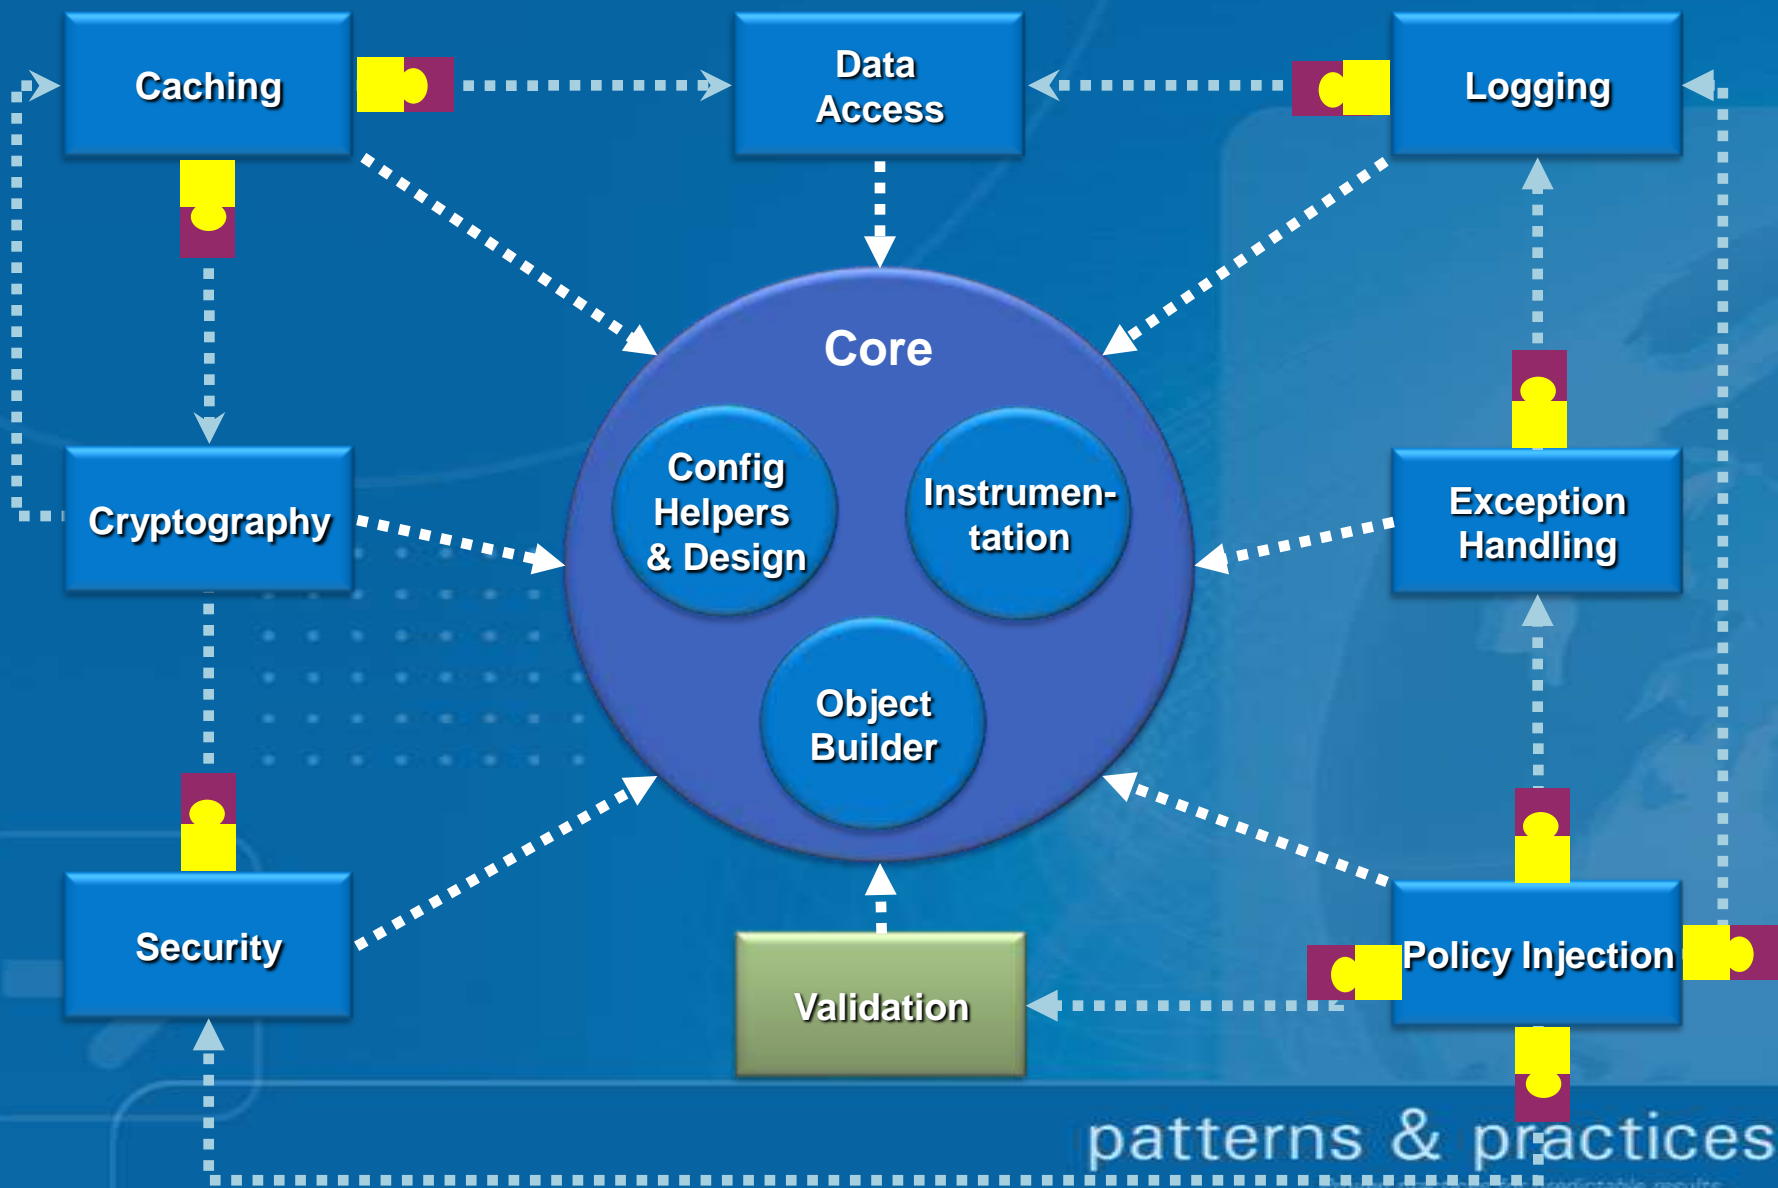 Caching
Data
Access
Logging
Core
Config
Helpers
& Design
Instrumen-
tation
Cryptography
Exception
Handling
Object
Builder
Security
Validation
Policy Injection
patterns & practices